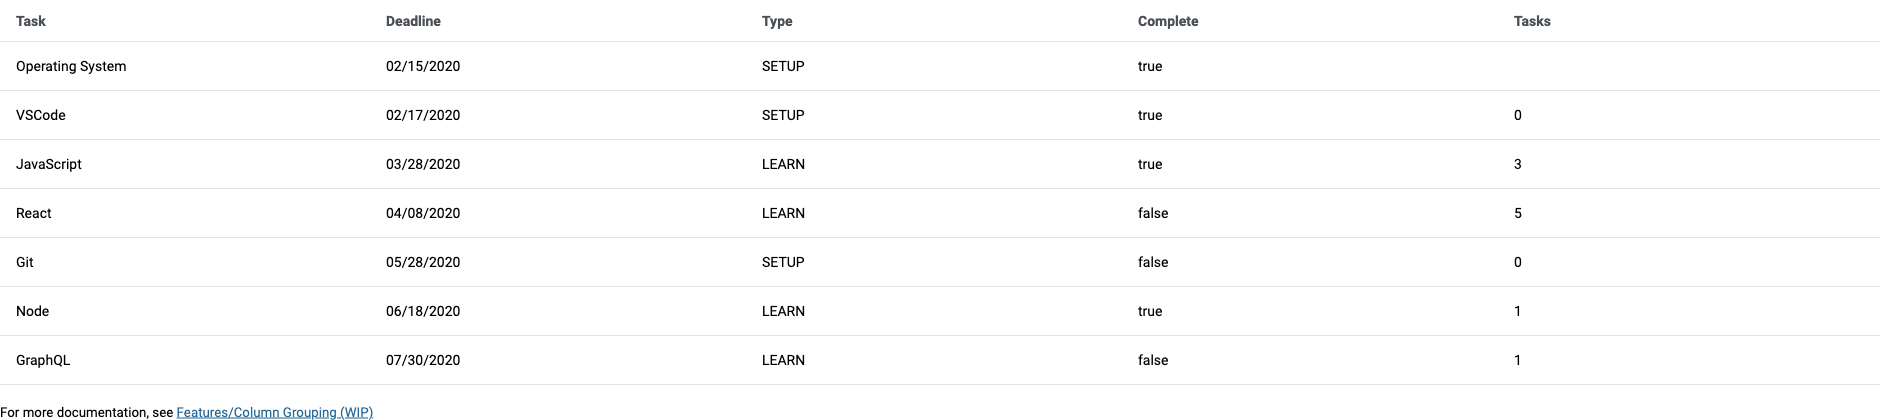 Task Deadline Type Complete Tasks
Operating System 02/15/2020 SETUP true
VSCode 02/17/2020 SETUP true 0
JavaScript 03/28/2020 LEARN true 3
React 04/08/2020 LEARN false 5
Git 05/28/2020 SETUP false 0
Node 06/18/2020 LEARN true 1
GraphQL 07/30/2020 LEARN false 1
For more documentation, see Features/Column Grouping (WIP)